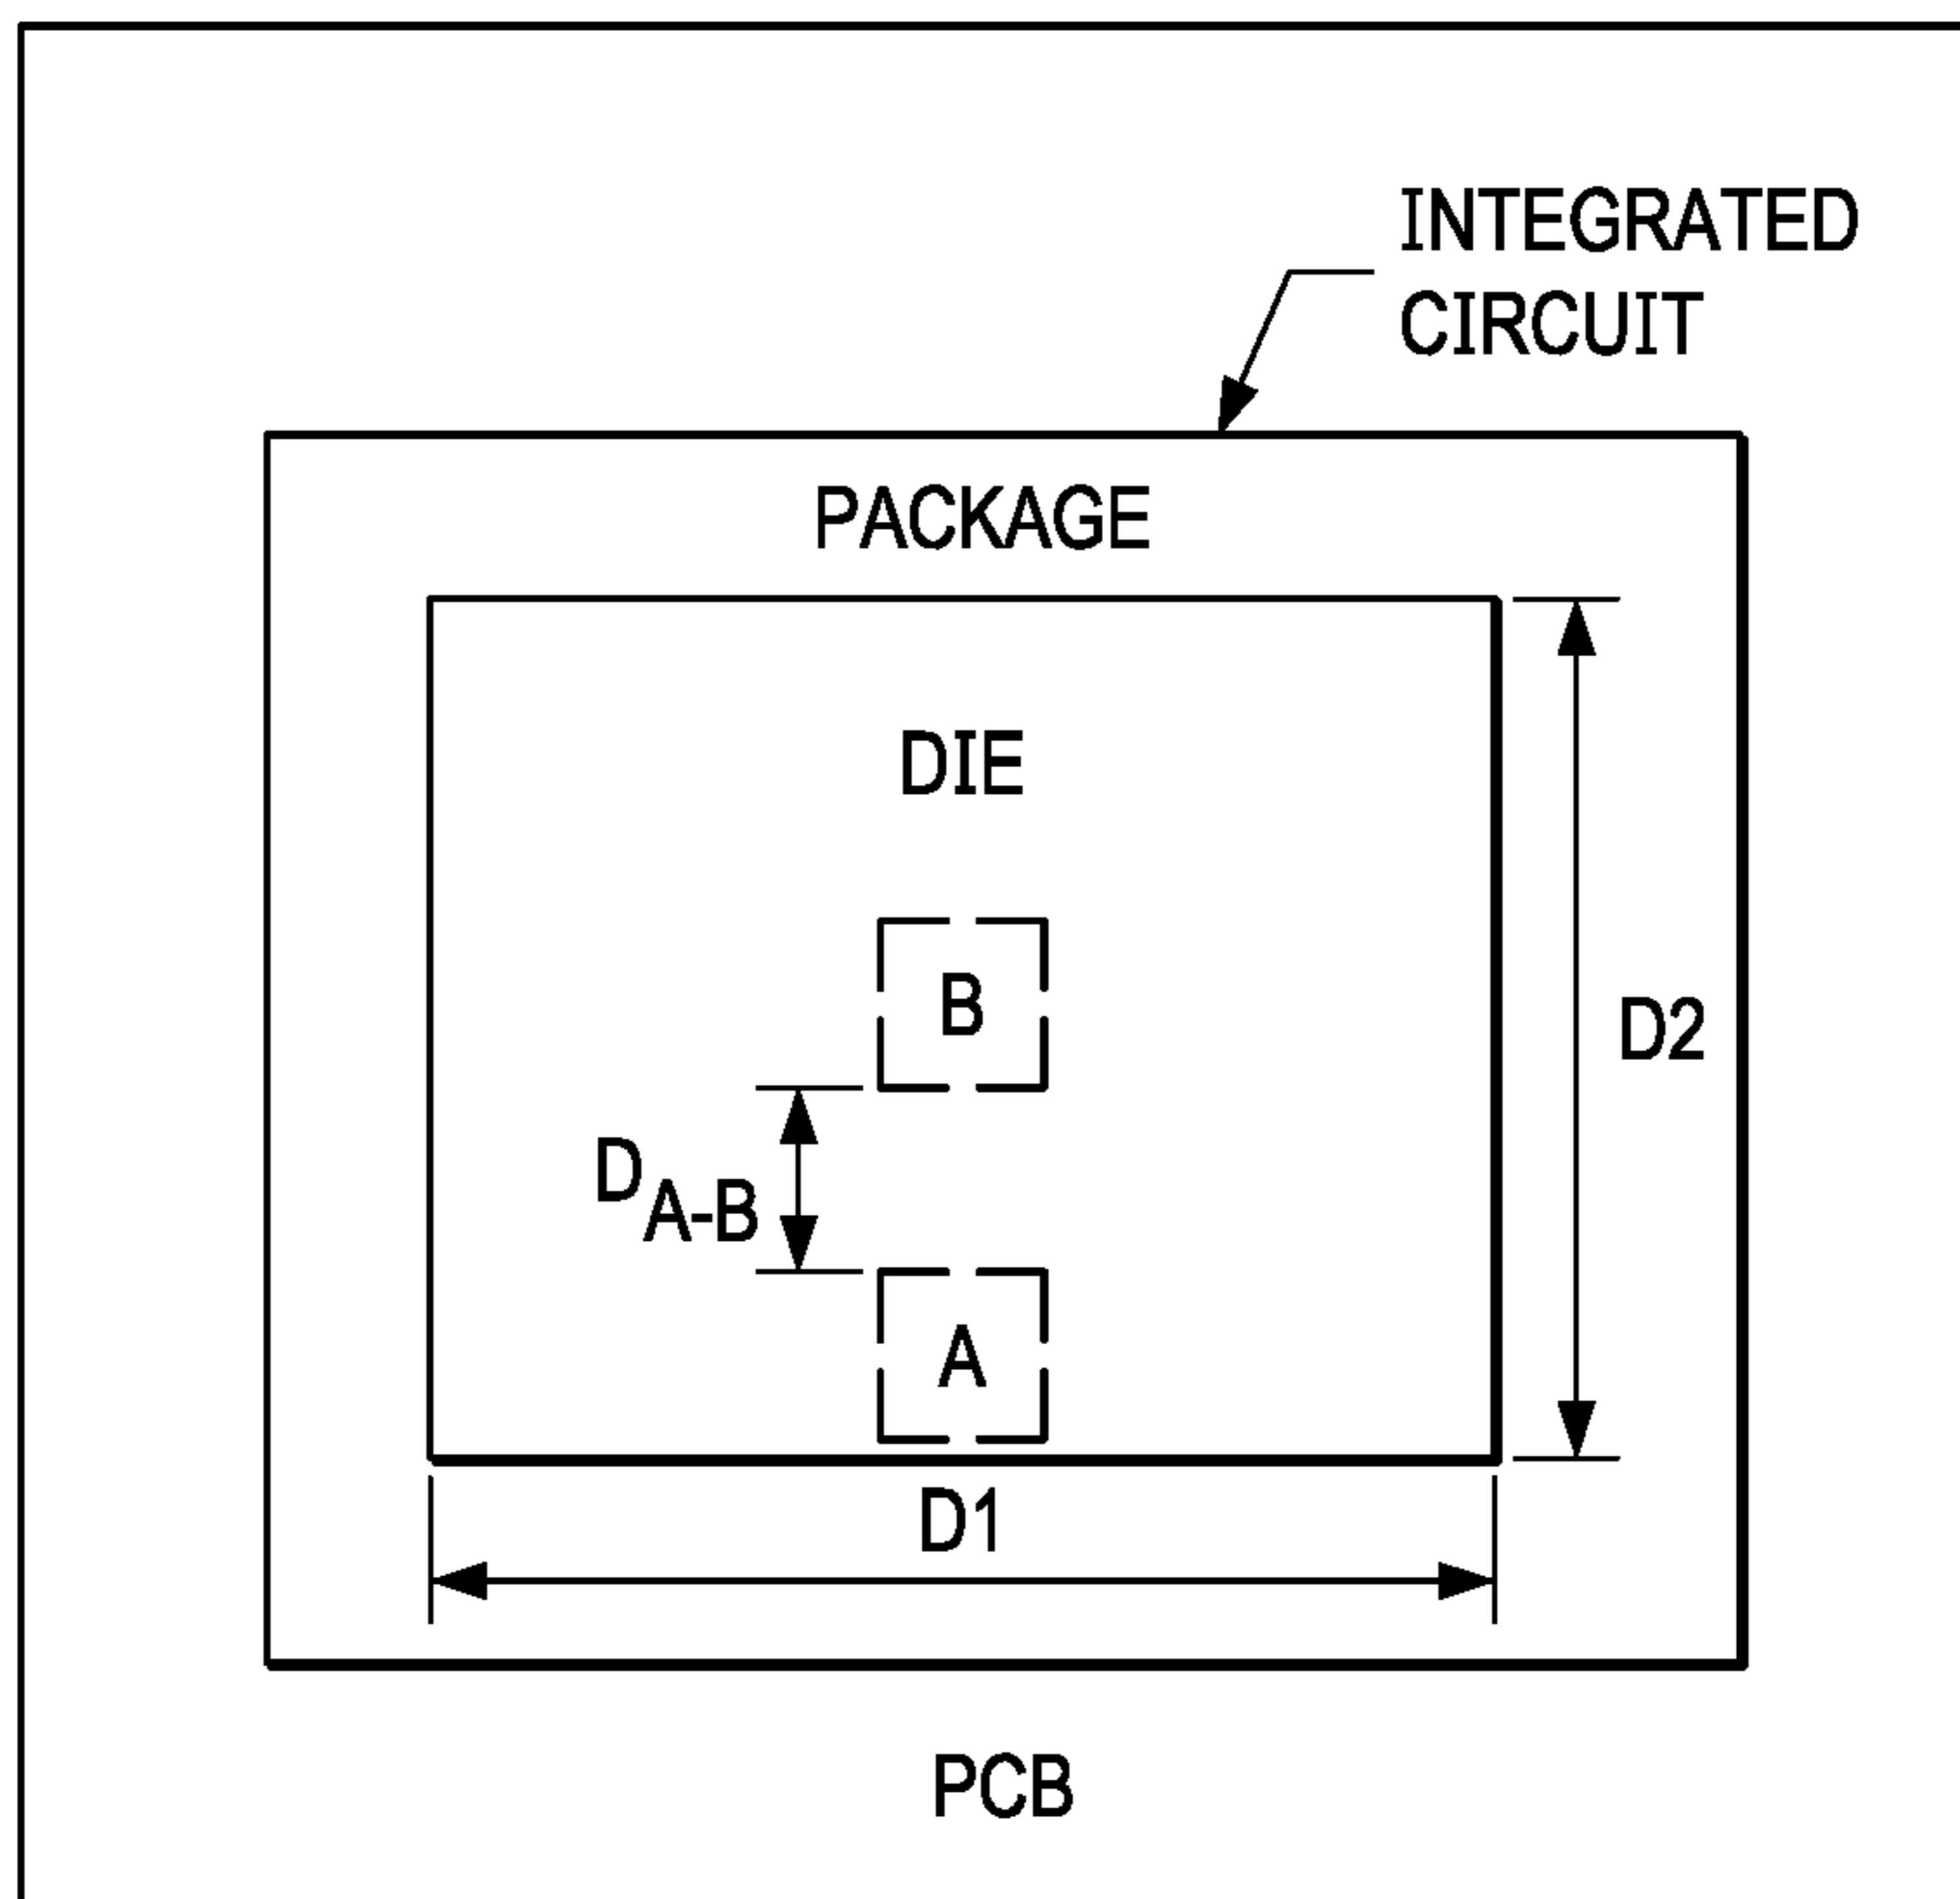 INTEGRATED
CIRCUIT
PACKAGE
DIE
B
D2
DA-B
A
D1
PCB